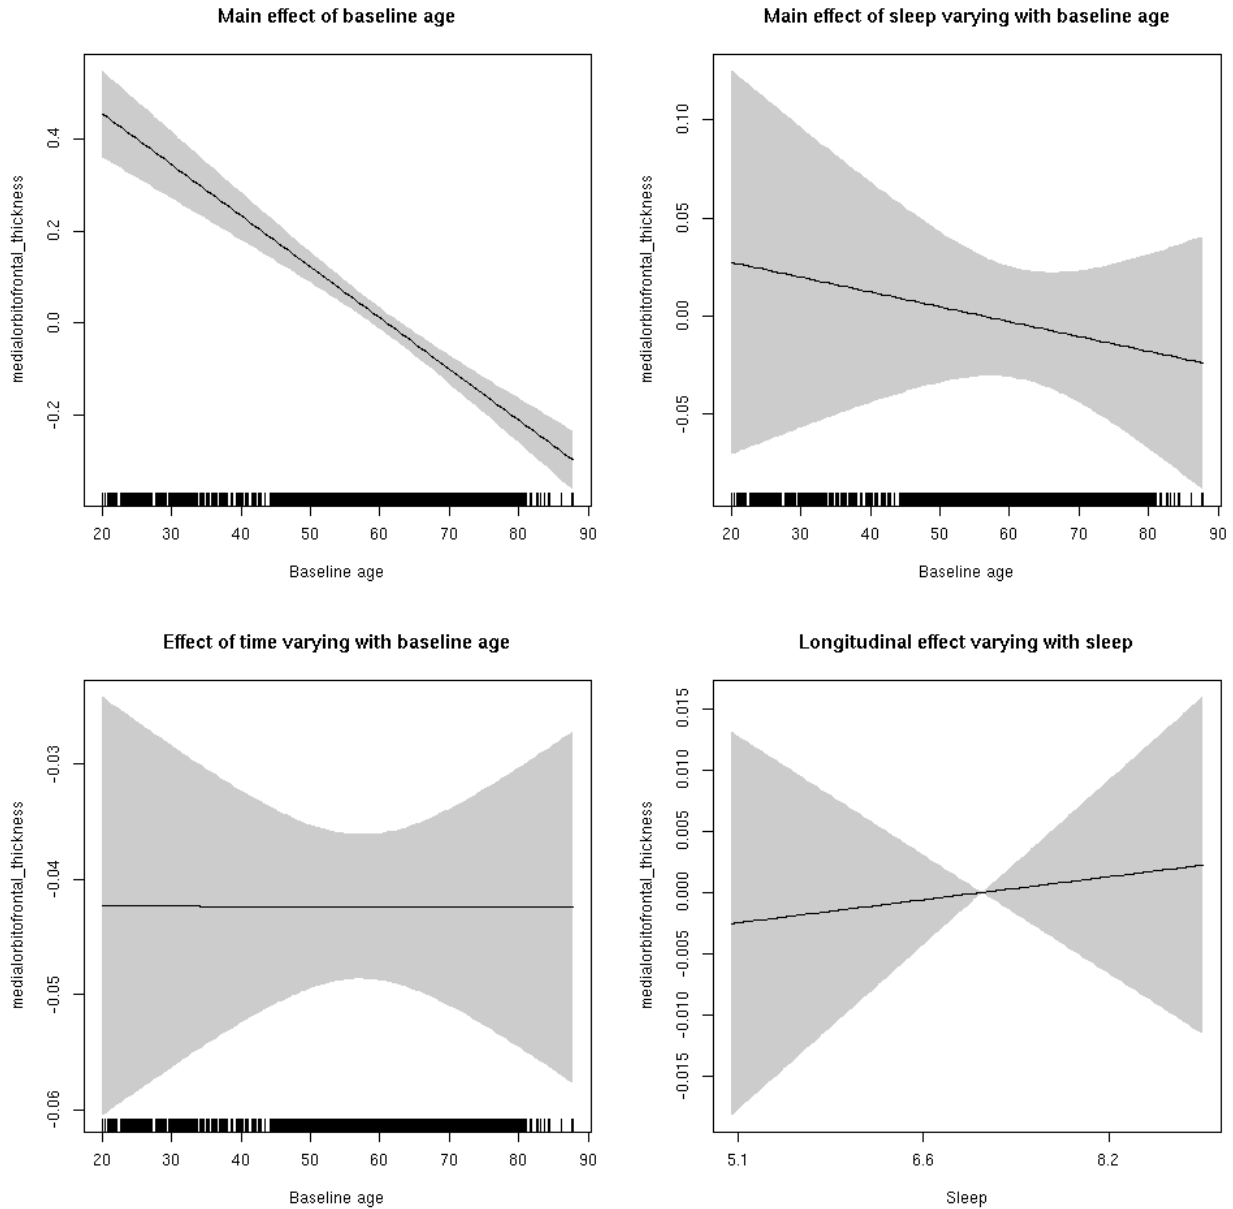 Main effect of baseline age
medialorbitofrontal_thickness
0.4
0.2
0.0
-0.2
20 30 40 50 60 70 80 90
Baseline age
Main effect of sleep varying with baseline age
medialorbitofrontal_thickness
0.10
0.05
0.00
-0.05
20 30 40 50 60 70 80 90
Baseline age
Effect of time varying with baseline age
medialorbitofrontal_thickness
-0.03
-0.04
-0.05
-0.06
20 30 40 50 60 70 80 90
Baseline age
Longitudinal effect varying with sleep
medialorbitofrontal_thickness
0.015
0.010
0.005
0.000
-0.005
-0.010
-0.015
5.1 6.6 8.2
Sleep